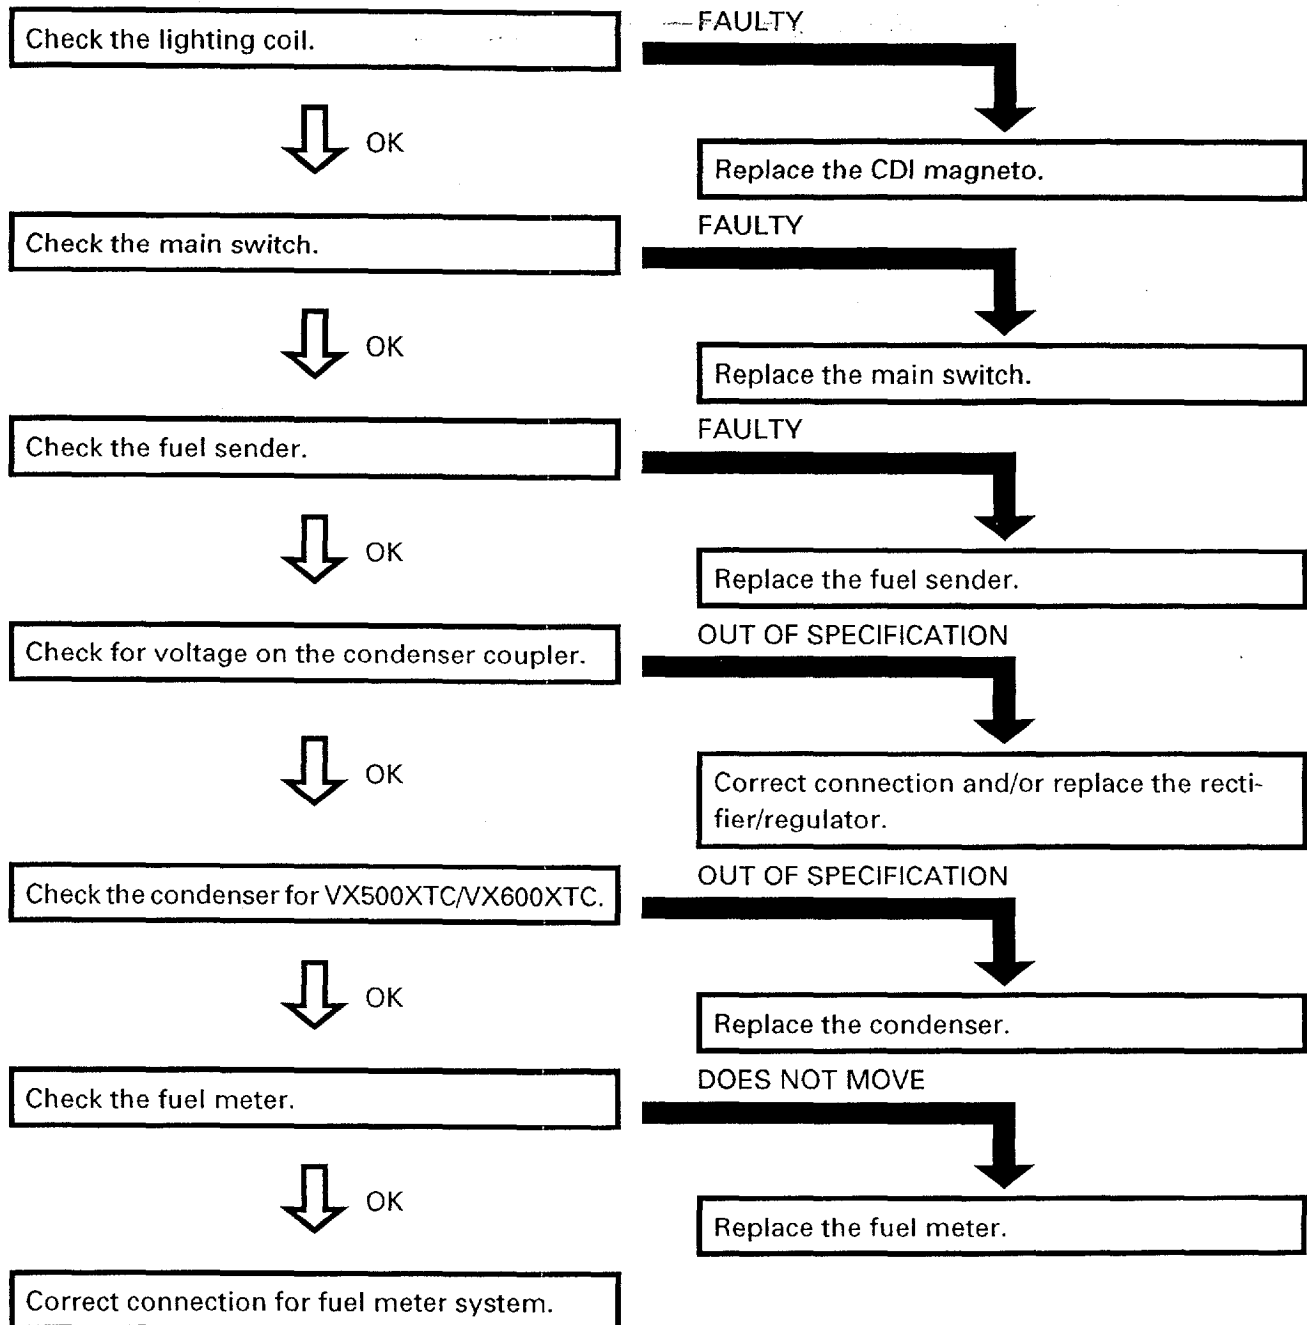 Check the lighting coil.
FAULTY
OK
Replace the CDI magneto.
Check the main switch.
FAULTY
OK
Replace the main switch.
Check the fuel sender.
FAULTY
OK
Replace the fuel sender.
Check for voltage on the condenser coupler.
OUT OF SPECIFICATION
OK
Correct connection and/or replace the recti-
fier/regulator.
Check the condenser for VX500XTC/VX600XTC.
OUT OF SPECIFICATION
OK
Replace the condenser.
Check the fuel meter.
DOES NOT MOVE
OK
Replace the fuel meter.
Correct connection for fuel meter system.